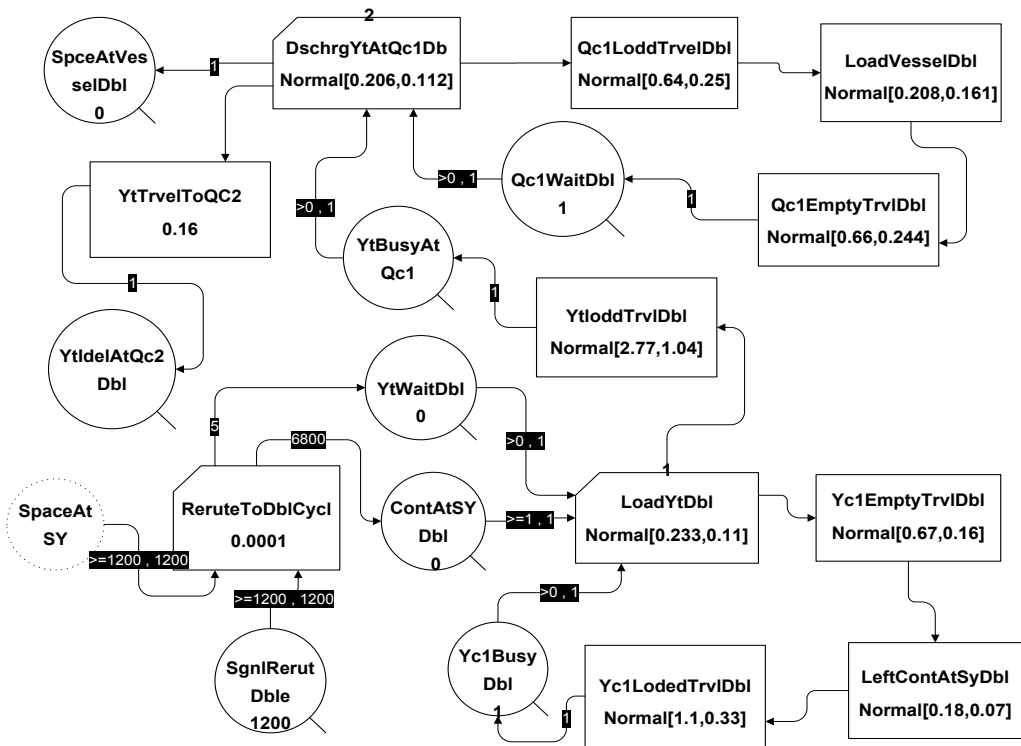 2
SpceAtVes
selDbl
0
1
DschrgYtAtQc1Db
Normal[0.206,0.112]
Qc1LoddTrvelDbl
Normal[0.64,0.25]
LoadVesselDbl
Normal[0.208,0.161]
YtTrvelToQC2
0.16
>0 , 1
>0 , 1
Qc1WaitDbl
1
1
Qc1EmptyTrvlDbl
Normal[0.66,0.244]
YtBusyAt
Qc1
1
1
YtloddTrvlDbl
Normal[2.77,1.04]
YtIdelAtQc2
Dbl
YtWaitDbl
0
5
6800
>0 , 1
SpaceAt
SY
>=1200 , 1200
ReruteToDblCycl
0.0001
ContAtSY
Dbl
0
>=1 , 1
1
LoadYtDbl
Normal[0.233,0.11]
Yc1EmptyTrvlDbl
Normal[0.67,0.16]
>=1200 , 1200
>0 , 1
SgnlRerut
Dble
1200
Yc1Busy
Dbl
1
1
Yc1LodedTrvlDbl
Normal[1.1,0.33]
LeftContAtSyDbl
Normal[0.18,0.07]